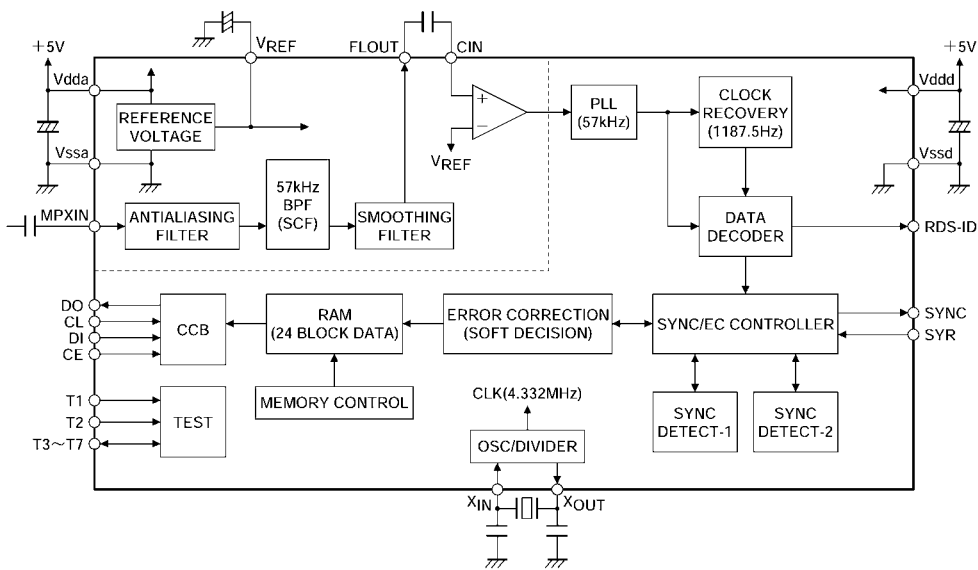 +5V
VREF
FLOUT
CIN
+5V
Vdda
REFERENCE
VOLTAGE
Vssa
+
−
VREF
PLL
(57kHz)
CLOCK
RECOVERY
(1187.5Hz)
Vddd
Vssd
MPXIN
ANTIALIASING
FILTER
57kHz
BPF
(SCF)
SMOOTHING
FILTER
DATA
DECODER
RDS-ID
DO
CL
DI
CE
CCB
RAM
(24 BLOCK DATA)
ERROR CORRECTION
(SOFT DECISION)
SYNC/EC CONTROLLER
SYNC
SYR
MEMORY CONTROL
CLK(4.332MHz)
T1
T2
T3～T7
TEST
OSC/DIVIDER
SYNC
DETECT-1
SYNC
DETECT-2
XIN
XOUT